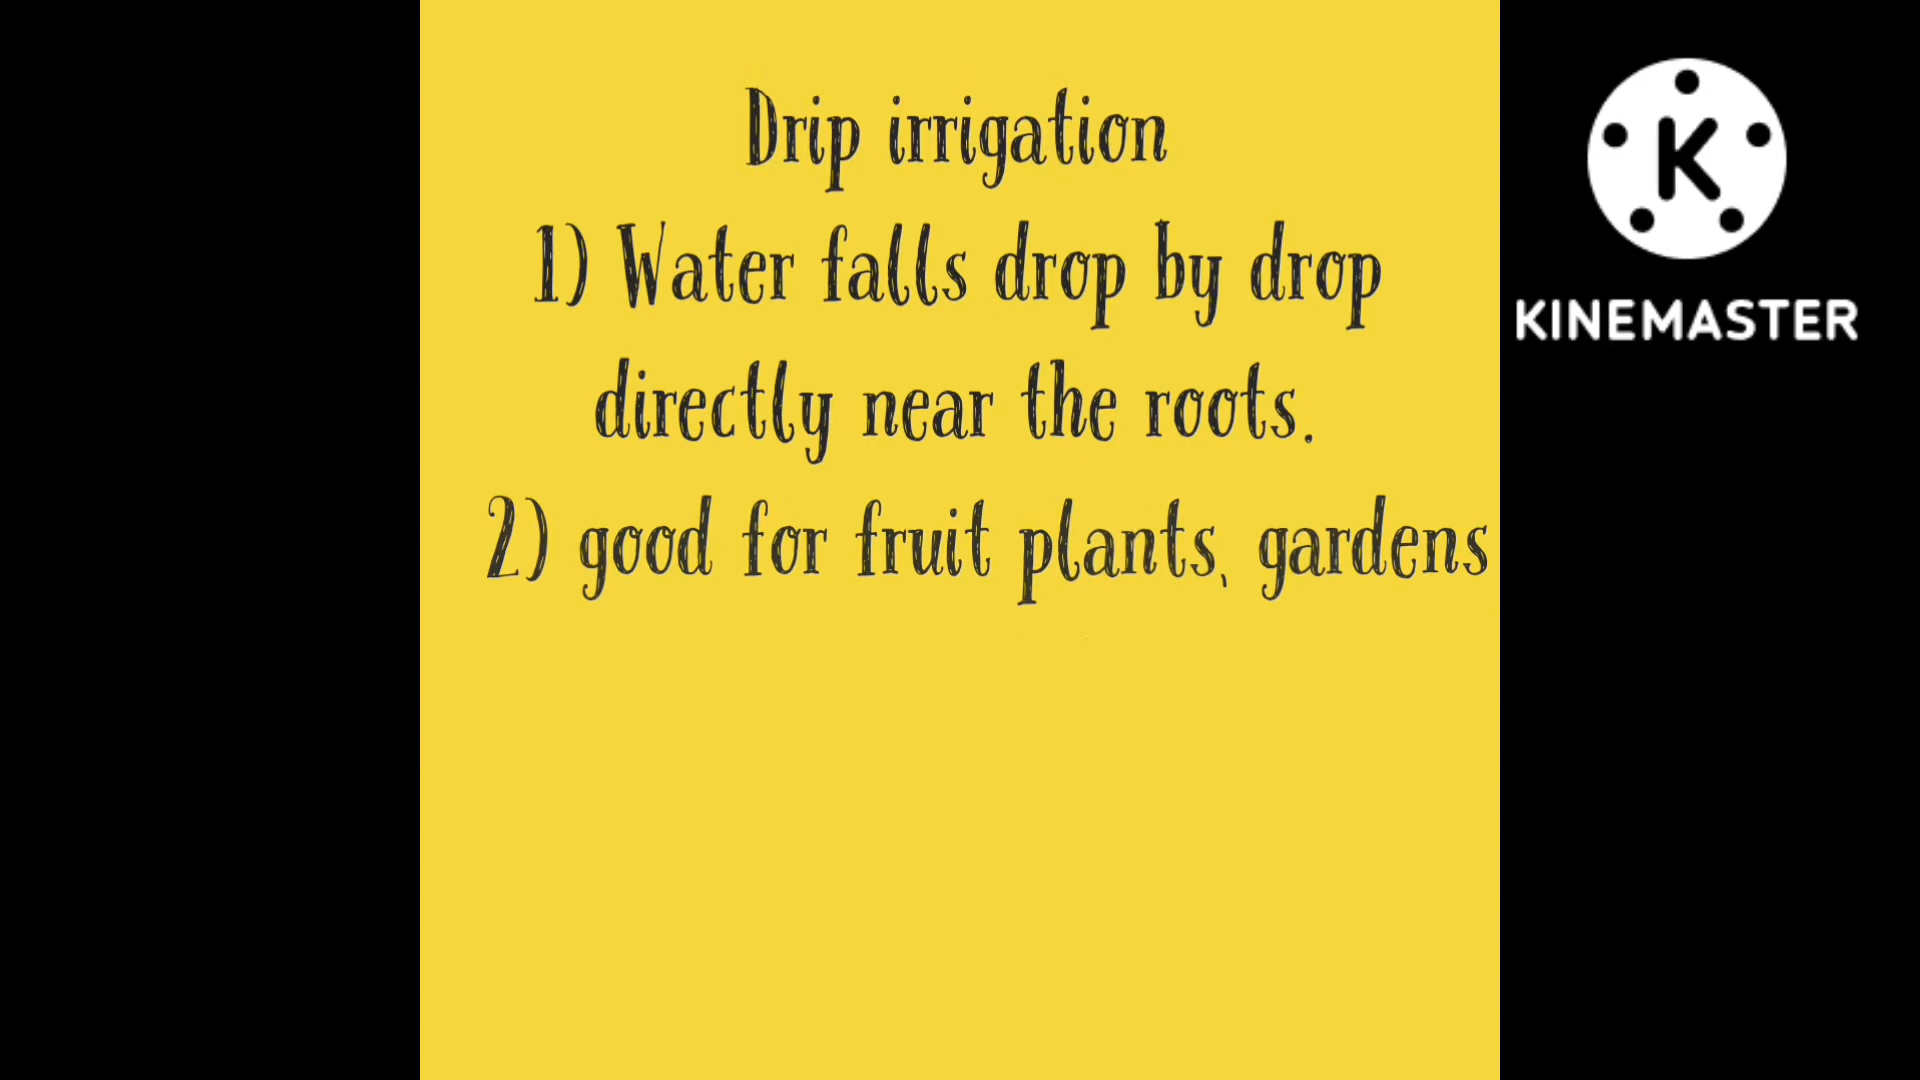 Drip irrigation
1) Water falls drop by drop
directly near the roots.
2) good for fruit plants, gardens
K
KINEMASTER